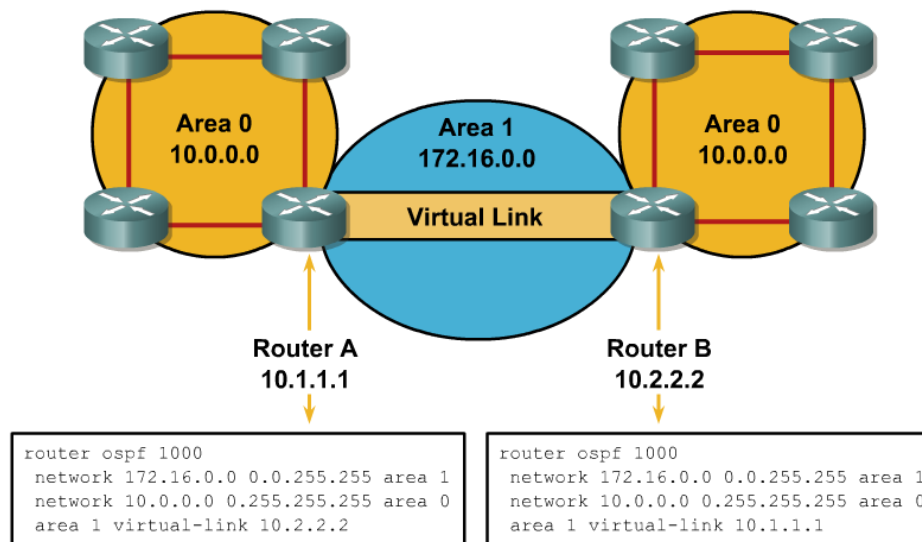 Area 0
10.0.0.0
Area 1
172.16.0.0
Area 0
10.0.0.0
Virtual Link
Router A
10.1.1.1
Router B
10.2.2.2
router ospf 1000
network 172.16.0.0 0.0.255.255 area 1
network 10.0.0.0 0.255.255.255 area 0
area 1 virtual-link 10.2.2.2
router ospf 1000
network 172.16.0.0 0.0.255.255 area 1
network 10.0.0.0 0.255.255.255 area 0
area 1 virtual-link 10.1.1.1